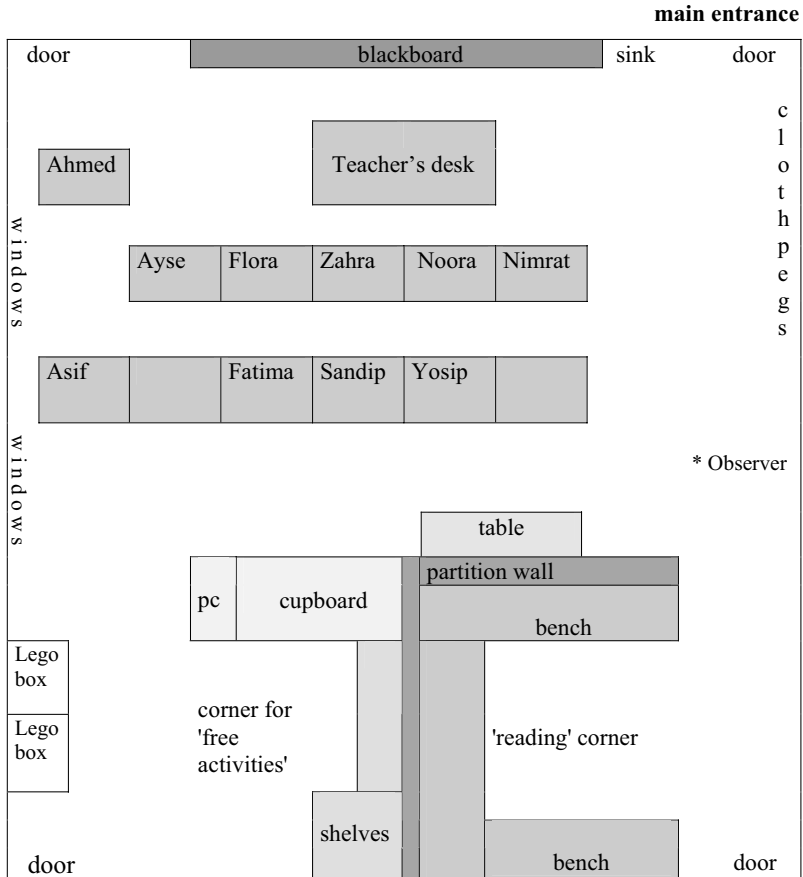 main entrance
door blackboard sink door
clothpegs
Ahmed Teacher's desk
windows
Ayse Flora Zahra Noora Nimrat
Asif Fatima Sandip Yosip
windows
* Observer
table
partition wall
pc cupboard
bench
Lego
box
corner for
'free
activities'
Lego
box
'reading' corner
shelves
door bench door